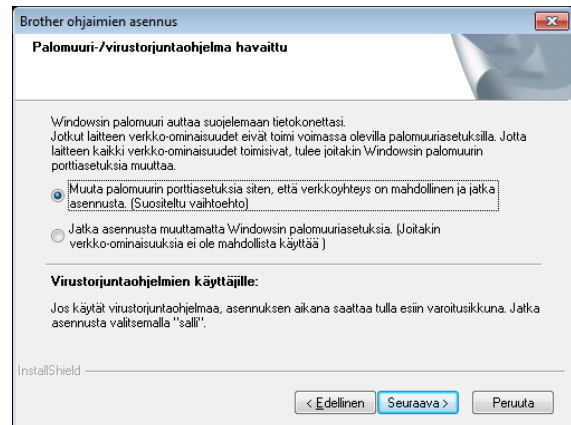 Brother ohjaimien asennus
Palomuuri-/virustorjuntaohjelma havaittu
Windowsin palomuuri auttaa suojelemaan tietokonettasi.
Jotkut laitteen verkko-ominaisuudet eivät toimi voimassa olevilla palomuuriasetuksilla. Jotta
laitteen kaikki verkko-ominaisuudet toimisivat, tulee joitakin Windowsin palomuurin
porttiasetuksia muuttaa.
Muuta palomuurin porttiasetuksia siten, että verkkoyhteys on mahdollinen ja jatka
asennusta. (Suositeltu vaihtoehto)
Jatka asennusta muuttamatta Windowsin palomuuriasetuksia. (Joitakin
verkko-ominaisuuksia ei ole mahdollista käyttää )
Virustorjuntaohjelmien käyttäjille:
Jos käytät virustorjuntaohjelmaa, asennuksen aikana saattaa tulla esiin varoitusikkuna. Jatka
asennusta valitsemalla "salli".
InstallShield
< Edellinen Seuraava > Peruuta